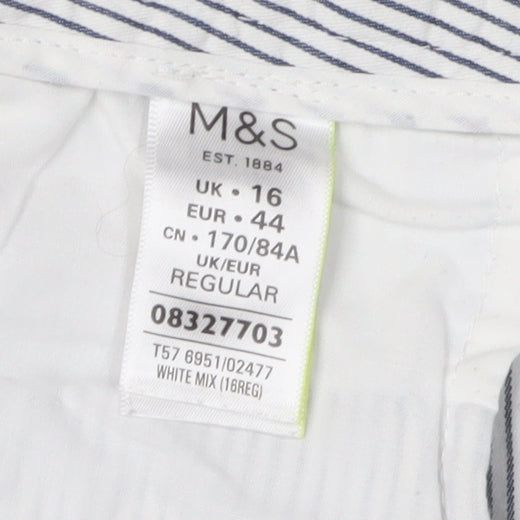 M&S
EST. 1884
UK • 16
EUR • 44
CN • 170/84A
UK/EUR
REGULAR
08327703
T57 6951/02477
WHITE MIX (16REG)